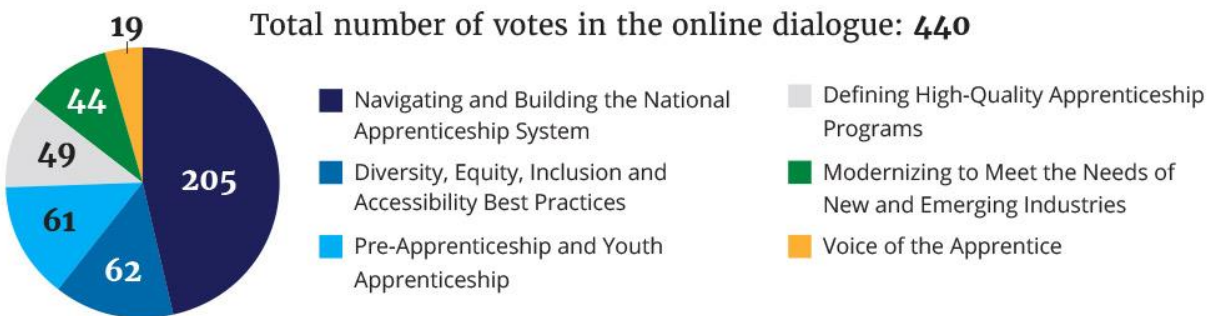 Total number of votes in the online dialogue: 440
19
44
49
61
62
205
Navigating and Building the National
Apprenticeship System
Diversity, Equity, Inclusion and
Accessibility Best Practices
Pre-Apprenticeship and Youth
Apprenticeship
Defining High-Quality Apprenticeship
Programs
Modernizing to Meet the Needs of
New and Emerging Industries
Voice of the Apprentice